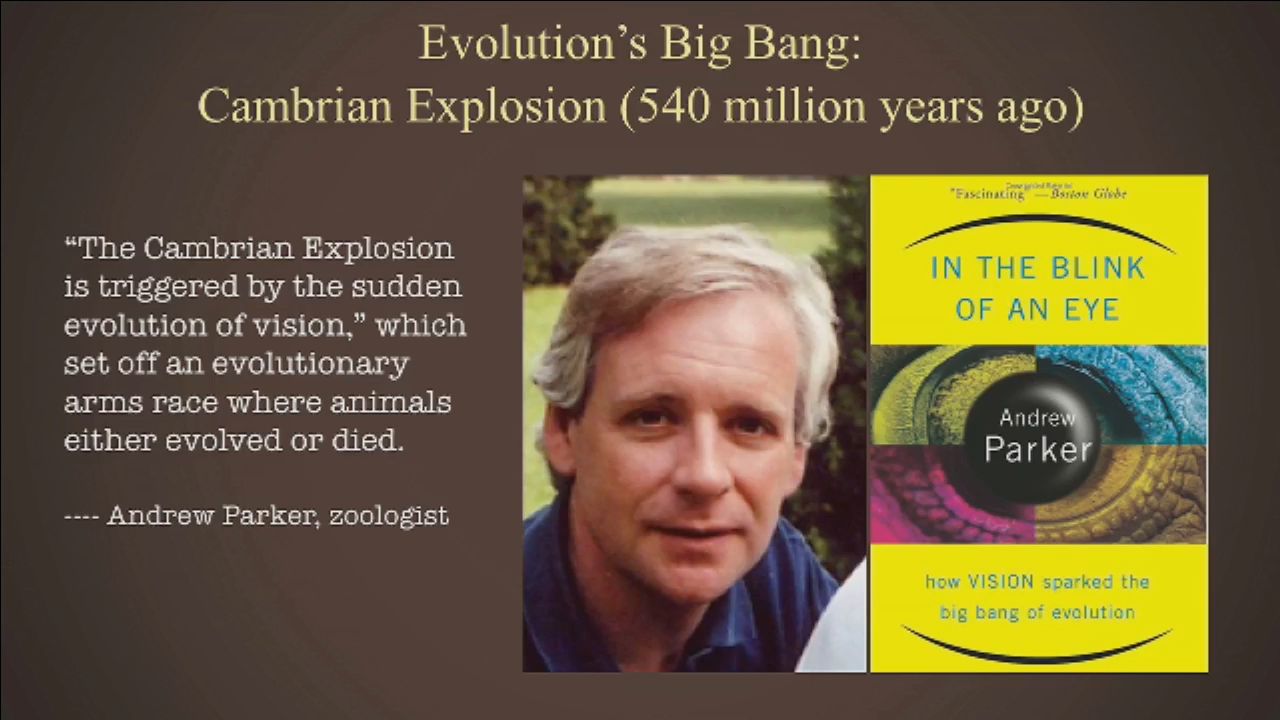 Evolution’s Big Bang:
Cambrian Explosion (540 million years ago)
“The Cambrian Explosion
is triggered by the sudden
evolution of vision,” which
set off an evolutionary
arms race where animals
either evolved or died.
---- Andrew Parker, zoologist
"Fascinating" —Boston Globe
IN THE BLINK
OF AN EYE
Andrew
Parker
how VISION sparked the
big bang of evolution